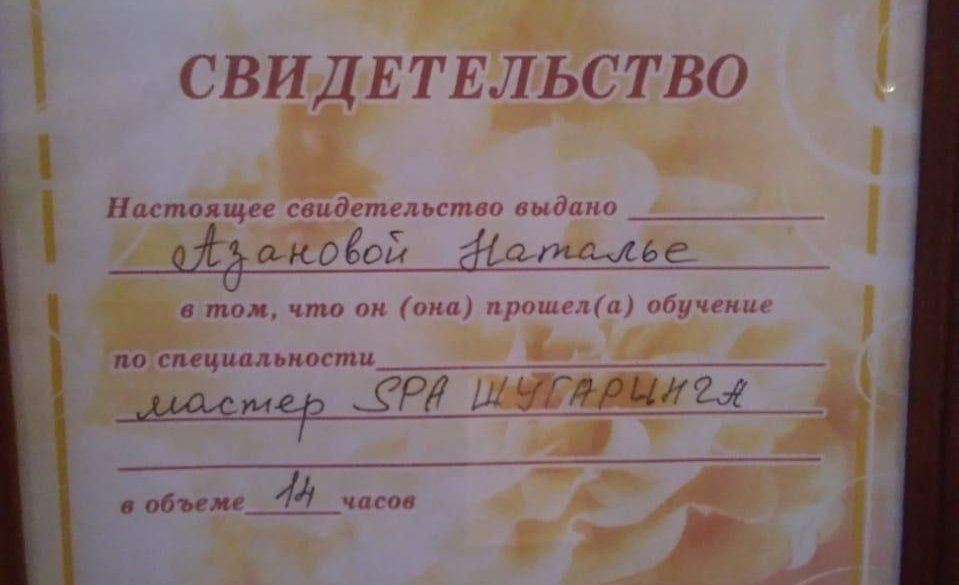 СВИДЕТЕЛЬСТВО
Настоящее свидетельство выдано
Азановой Наталье
в том, что он (она) прошел(а) обучение
по специальности
мастер SPA ШУГАРИНГА
в объеме 14 часов